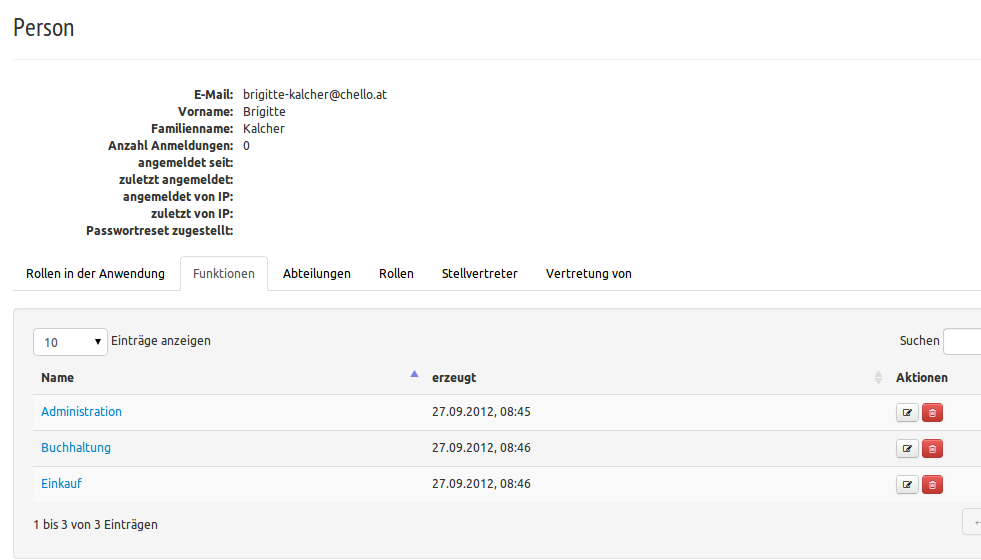 Person
E-Mail: brigitte-kalcher@chello.at
Vorname: Brigitte
Familienname: Kalcher
Anzahl Anmeldungen: 0
angemeldet seit:
zuletzt angemeldet:
angemeldet von IP:
zuletzt von IP:
Passwortreset zugestellt:
Rollen in der Anwendung Funktionen Abteilungen Rollen Stellvertreter Vertretung von
10 Einträge anzeigen Suchen
Name erzeugt Aktionen
Administration 27.09.2012, 08:45
Buchhaltung 27.09.2012, 08:46
Einkauf 27.09.2012, 08:46
1 bis 3 von 3 Einträgen